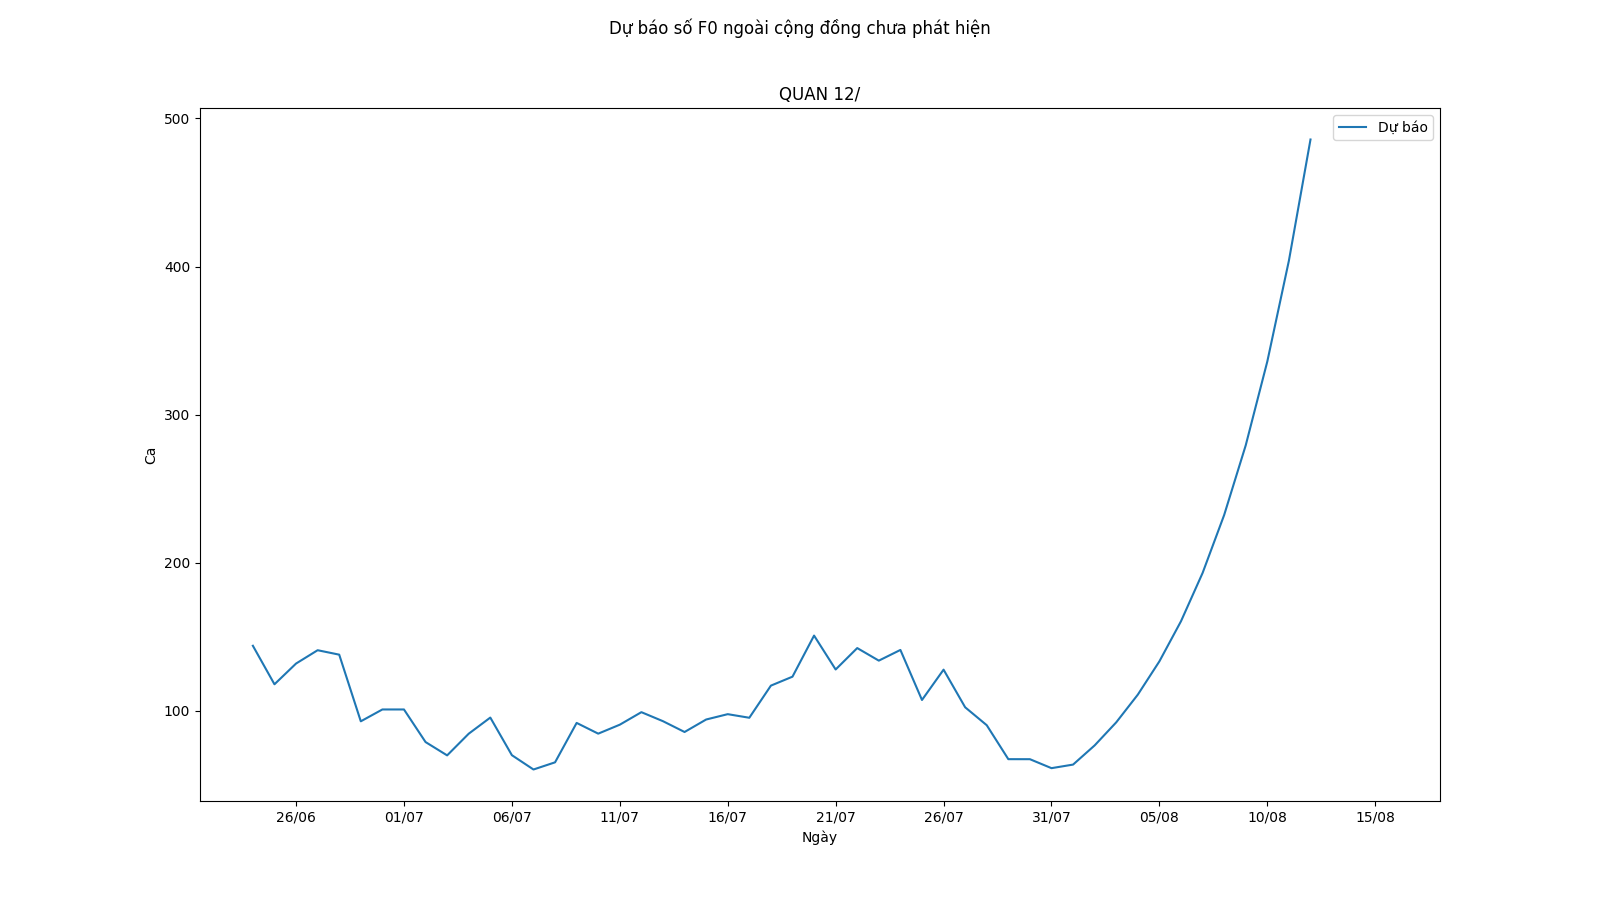 Dự báo số F0 ngoài cộng đồng chưa phát hiện
QUAN 12/
Dự báo
500
400
300
200
100
Ca
26/06 01/07 06/07 11/07 16/07 21/07 26/07 31/07 05/08 10/08 15/08
Ngày